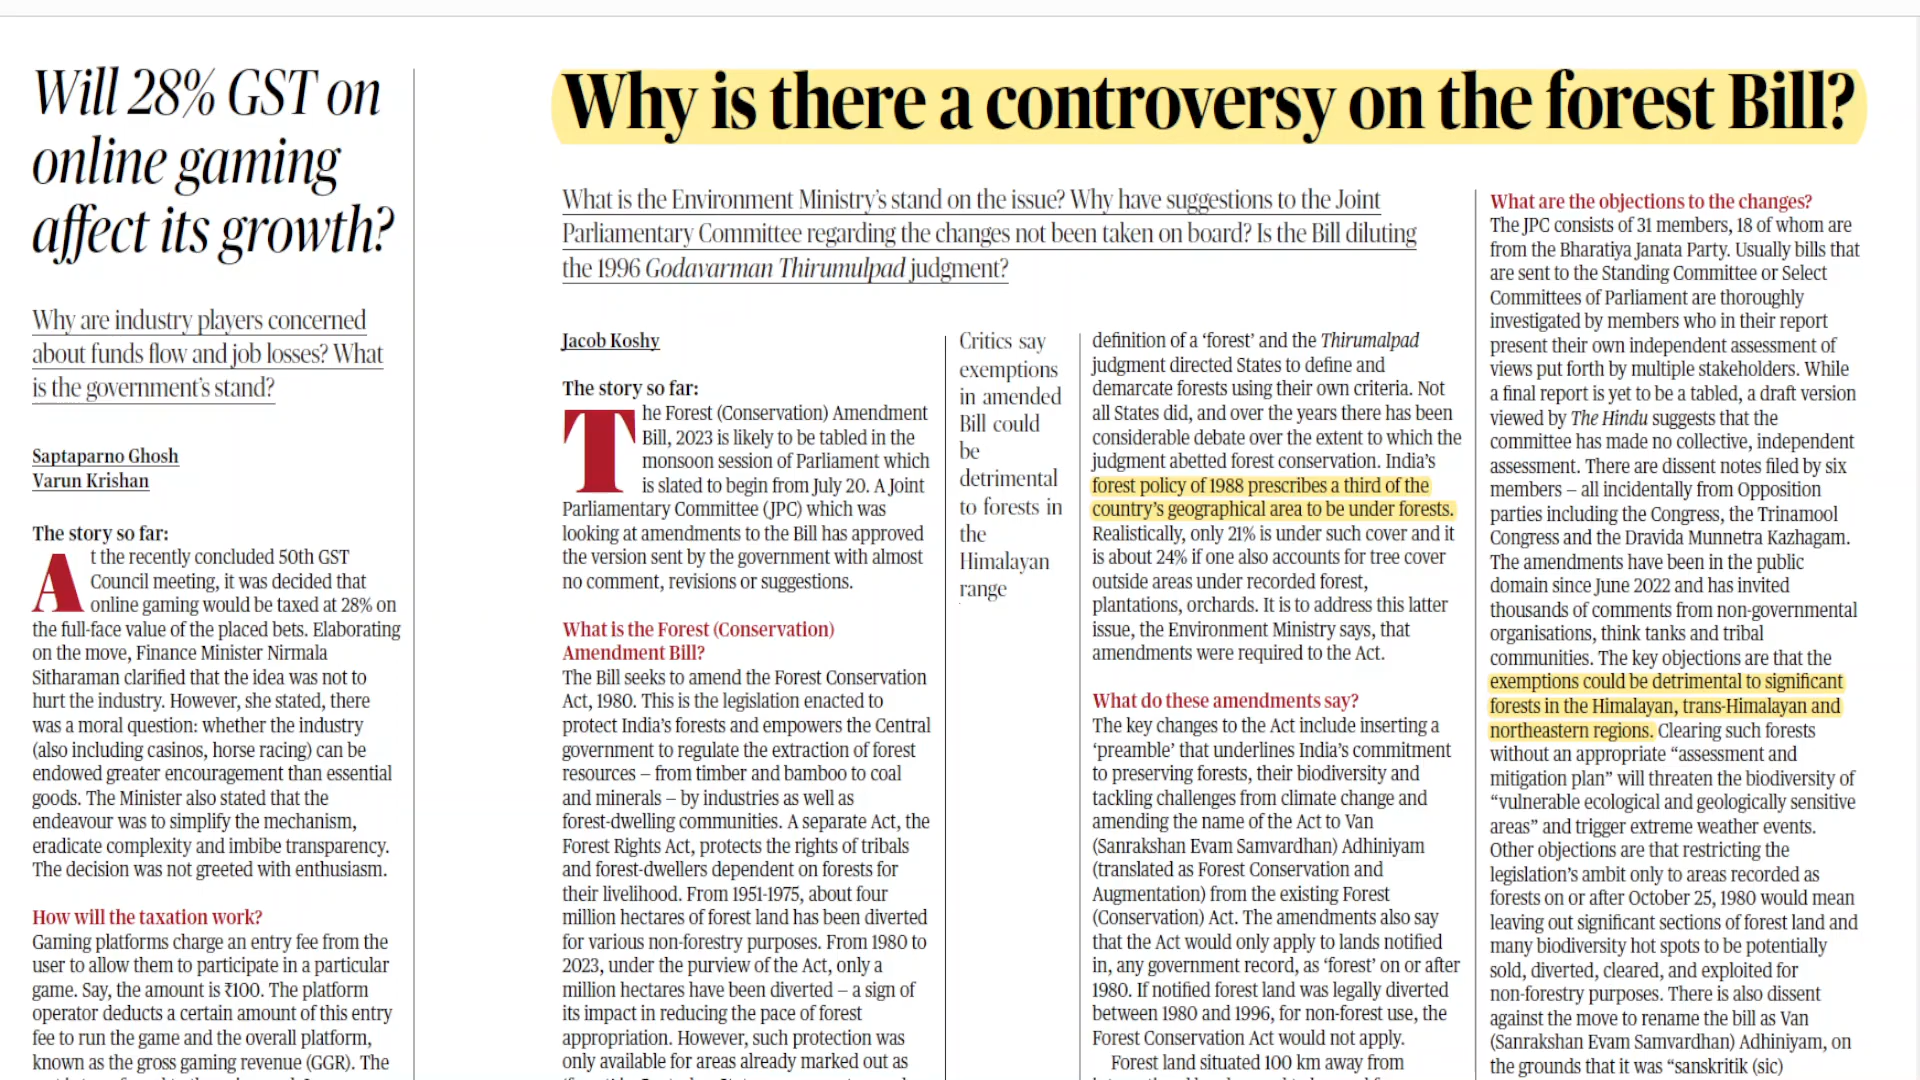 Will 28% GST on
online gaming
affect its growth?
Why are industry players concerned
about funds flow and job losses? What
is the government's stand?
Saptaparno Ghosh
Varun Krishan
The story so far:
At the recently concluded 50th GST
Council meeting, it was decided that
online gaming would be taxed at 28% on
the full-face value of the placed bets. Elaborating
on the move, Finance Minister Nirmala
Sitharaman clarified that the idea was not to
hurt the industry. However, she stated, there
was a moral question: whether the industry
(also including casinos, horse racing) can be
endowed greater encouragement than essential
goods. The Minister also stated that the
endeavour was to simplify the mechanism,
eradicate complexity and imbibe transparency.
The decision was not greeted with enthusiasm.
How will the taxation work?
Gaming platforms charge an entry fee from the
user to allow them to participate in a particular
game. Say, the amount is ₹100. The platform
operator deducts a certain amount of this entry
fee to run the game and the overall platform,
known as the gross gaming revenue (GGR). The
Why is there a controversy on the forest Bill?
What is the Environment Ministry's stand on the issue? Why have suggestions to the Joint
Parliamentary Committee regarding the changes not been taken on board? Is the Bill diluting
the 1996 Godavarman Thirumulpad judgment?
Jacob Koshy
The story so far:
The Forest (Conservation) Amendment
Bill, 2023 is likely to be tabled in the
monsoon session of Parliament which
is slated to begin from July 20. A Joint
Parliamentary Committee (JPC) which was
looking at amendments to the Bill has approved
the version sent by the government with almost
no comment, revisions or suggestions.
What is the Forest (Conservation)
Amendment Bill?
The Bill seeks to amend the Forest Conservation
Act, 1980. This is the legislation enacted to
protect India's forests and empowers the Central
government to regulate the extraction of forest
resources – from timber and bamboo to coal
and minerals – by industries as well as
forest-dwelling communities. A separate Act, the
Forest Rights Act, protects the rights of tribals
and forest-dwellers dependent on forests for
their livelihood. From 1951-1975, about four
million hectares of forest land has been diverted
for various non-forestry purposes. From 1980 to
2023, under the purview of the Act, only a
million hectares have been diverted – a sign of
its impact in reducing the pace of forest
appropriation. However, such protection was
only available for areas already marked out as
Critics say
exemptions
in amended
Bill could
be
detrimental
to forests in
the
Himalayan
range
definition of a 'forest' and the Thirumalpad
judgment directed States to define and
demarcate forests using their own criteria. Not
all States did, and over the years there has been
considerable debate over the extent to which the
judgment abetted forest conservation. India's
forest policy of 1988 prescribes a third of the
country's geographical area to be under forests.
Realistically, only 21% is under such cover and it
is about 24% if one also accounts for tree cover
outside areas under recorded forest,
plantations, orchards. It is to address this latter
issue, the Environment Ministry says, that
amendments were required to the Act.
What do these amendments say?
The key changes to the Act include inserting a
'preamble' that underlines India's commitment
to preserving forests, their biodiversity and
tackling challenges from climate change and
amending the name of the Act to Van
(Sanrakshan Evam Samvardhan) Adhiniyam
(translated as Forest Conservation and
Augmentation) from the existing Forest
(Conservation) Act. The amendments also say
that the Act would only apply to lands notified
in, any government record, as 'forest' on or after
1980. If notified forest land was legally diverted
between 1980 and 1996, for non-forest use, the
Forest Conservation Act would not apply.
Forest land situated 100 km away from
What are the objections to the changes?
The JPC consists of 31 members, 18 of whom are
from the Bharatiya Janata Party. Usually bills that
are sent to the Standing Committee or Select
Committees of Parliament are thoroughly
investigated by members who in their report
present their own independent assessment of
views put forth by multiple stakeholders. While
a final report is yet to be a tabled, a draft version
viewed by The Hindu suggests that the
committee has made no collective, independent
assessment. There are dissent notes filed by six
members – all incidentally from Opposition
parties including the Congress, the Trinamool
Congress and the Dravida Munnetra Kazhagam.
The amendments have been in the public
domain since June 2022 and has invited
thousands of comments from non-governmental
organisations, think tanks and tribal
communities. The key objections are that the
exemptions could be detrimental to significant
forests in the Himalayan, trans-Himalayan and
northeastern regions. Clearing such forests
without an appropriate "assessment and
mitigation plan" will threaten the biodiversity of
"vulnerable ecological and geologically sensitive
areas" and trigger extreme weather events.
Other objections are that restricting the
legislation's ambit only to areas recorded as
forests on or after October 25, 1980 would mean
leaving out significant sections of forest land and
many biodiversity hot spots to be potentially
sold, diverted, cleared, and exploited for
non-forestry purposes. There is also dissent
against the move to rename the bill as Van
(Sanrakshan Evam Samvardhan) Adhiniyam, on
the grounds that it was "sanskritik (sic)